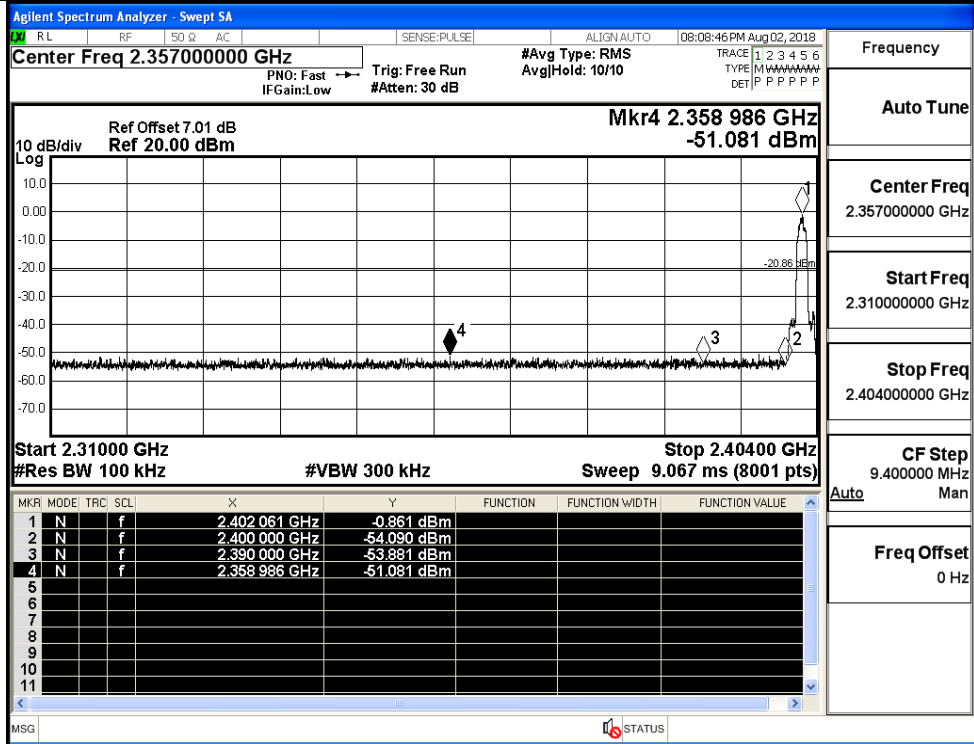 Agilent Spectrum Analyzer - Swept SA
LXI RL RF 50 Ω AC SENSE:PULSE ALIGN AUTO 08:08:46 PM Aug 02, 2018
Center Freq 2.357000000 GHz
PNO: Fast
IFGain:Low
Trig: Free Run
#Atten: 30 dB
#Avg Type: RMS
Avg|Hold: 10/10
TRACE 1 2 3 4 5 6
TYPE M WWWWW
DET P P P P P P
Mkr4 2.358 986 GHz
-51.081 dBm
Ref Offset 7.01 dB
10 dB/div Ref 20.00 dBm
Log
10.0
0.00
-10.0
-20.0
-30.0
-40.0
-50.0
-60.0
-70.0
1
-20.86 dBm
4
3
2
Start 2.31000 GHz Stop 2.40400 GHz
#Res BW 100 kHz #VBW 300 kHz Sweep 9.067 ms (8001 pts)
MKR MODE TRC SCL X Y FUNCTION FUNCTION WIDTH FUNCTION VALUE
1 N f 2.402 061 GHz -0.861 dBm
2 N f 2.400 000 GHz -54.090 dBm
3 N f 2.390 000 GHz -53.881 dBm
4 N f 2.358 986 GHz -51.081 dBm
5
6
7
8
9
10
11
MSG STATUS
Frequency
Auto Tune
Center Freq
2.357000000 GHz
Start Freq
2.310000000 GHz
Stop Freq
2.404000000 GHz
CF Step
9.400000 MHz
Auto Man
Freq Offset
0 Hz